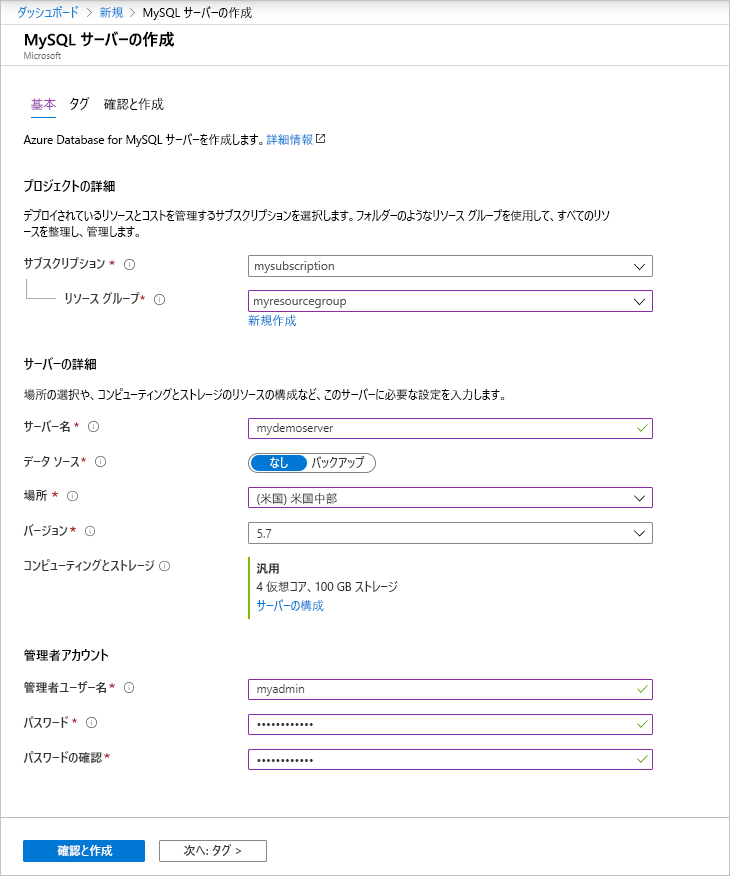 ダッシュボード > 新規 > MySQL サーバーの作成
MySQL サーバーの作成
Microsoft
基本 タグ 確認と作成
Azure Database for MySQL サーバーを作成します。詳細情報
プロジェクトの詳細
デプロイされているリソースとコストを管理するサブスクリプションを選択します。フォルダーのようなリソース グループを使用して、すべてのリソ
ースを整理し、管理します。
サブスクリプション * mysubscription
リソース グループ* myresourcegroup
新規作成
サーバーの詳細
場所の選択や、コンピューティングとストレージのリソースの構成など、このサーバーに必要な設定を入力します。
サーバー名 * mydemoserver
データ ソース* なし バックアップ
場所 * (米国) 米国中部
バージョン* 5.7
コンピューティングとストレージ 汎用
4 仮想コア、100 GB ストレージ
サーバーの構成
管理者アカウント
管理者ユーザー名* myadmin
パスワード * ••••••••••••
パスワードの確認* ••••••••••••
確認と作成 次へ: タグ >